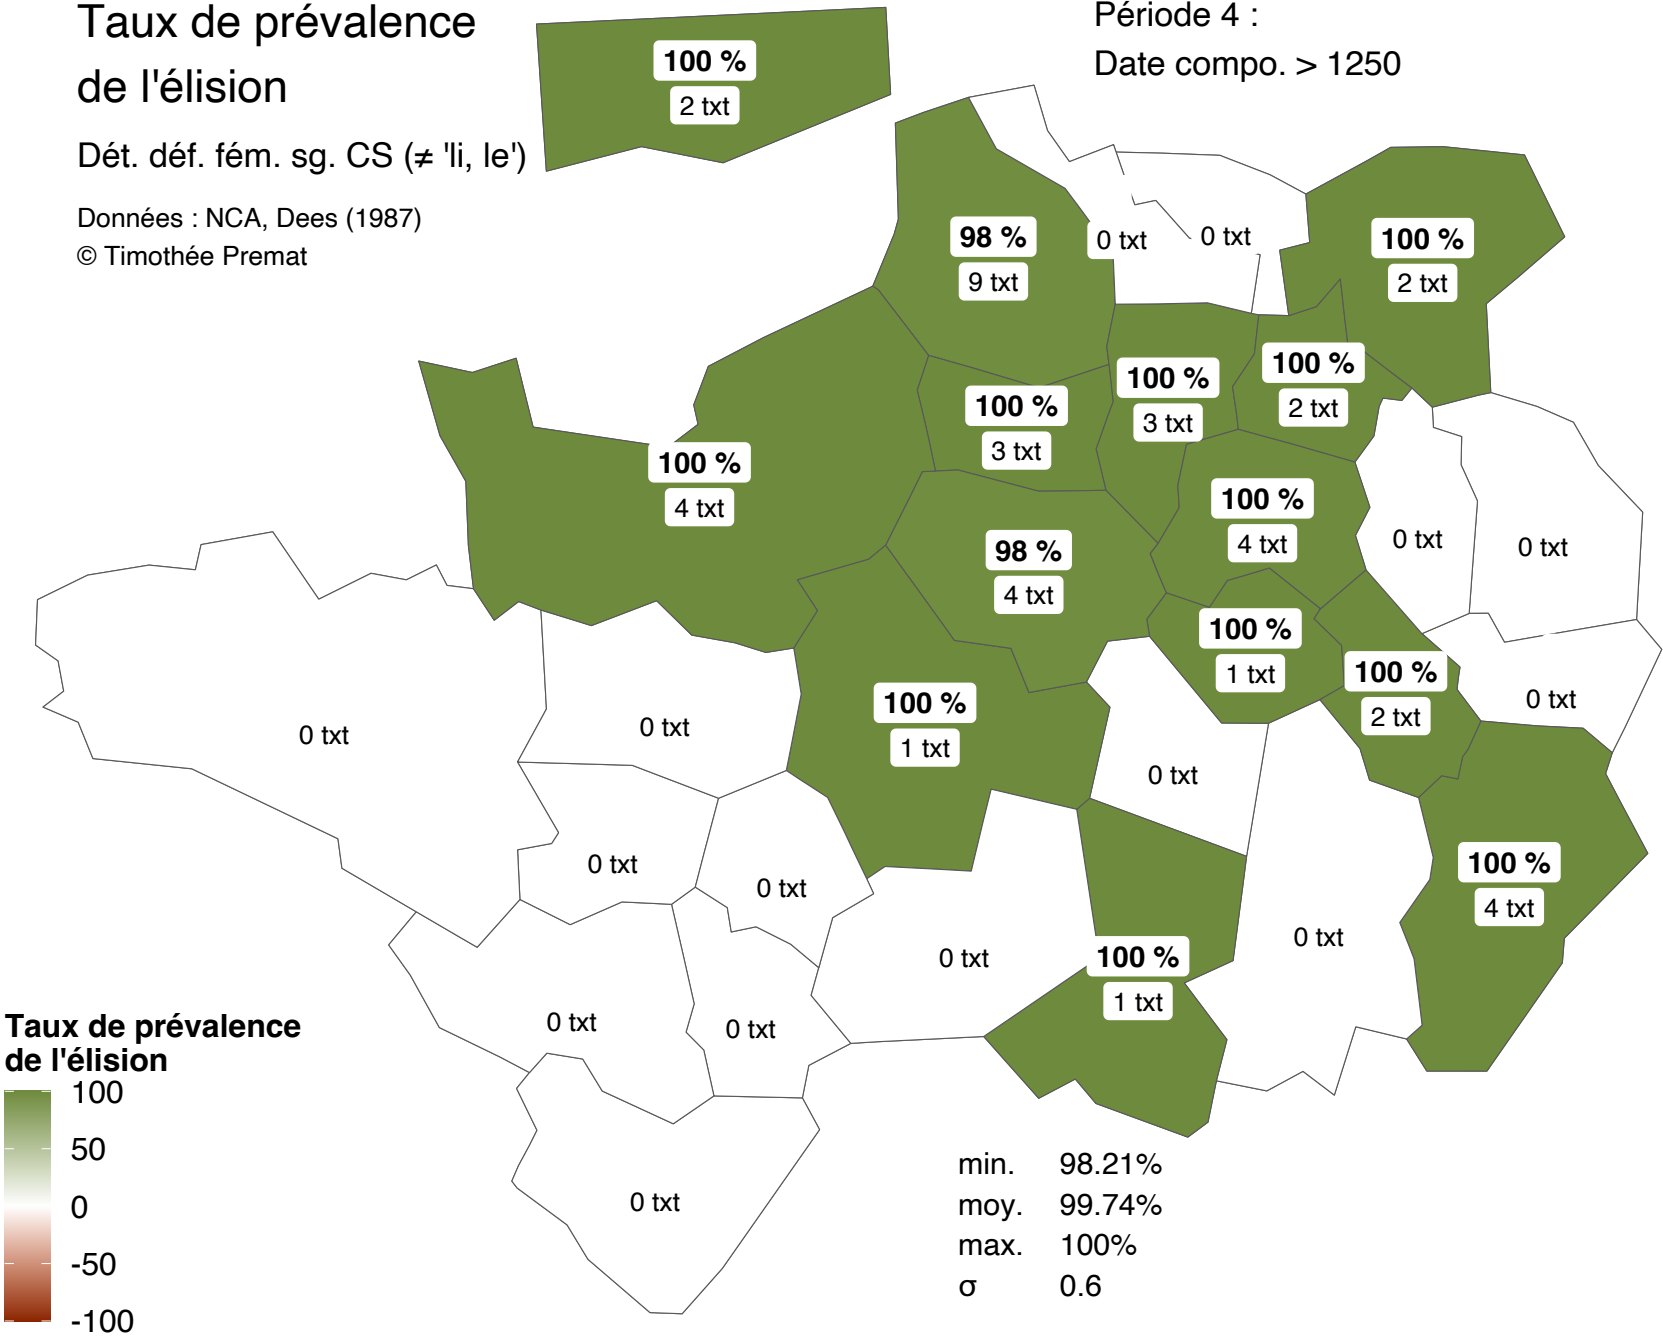 Taux de prévalence
de l'élision
Dét. déf. fém. sg. CS (≠ 'li, le')
Données : NCA, Dees (1987)
© Timothée Premat
Période 4 :
Date compo. > 1250
100 %
2 txt
98 %
9 txt
0 txt
0 txt
100 %
2 txt
100 %
4 txt
100 %
3 txt
100 %
3 txt
100 %
2 txt
98 %
4 txt
100 %
4 txt
0 txt
0 txt
100 %
1 txt
100 %
2 txt
0 txt
0 txt
0 txt
100 %
1 txt
0 txt
0 txt
0 txt
100 %
4 txt
0 txt
100 %
1 txt
0 txt
0 txt
0 txt
0 txt
Taux de prévalence
de l'élision
100
50
0
-50
-100
min. 98.21%
moy. 99.74%
max. 100%
σ 0.6